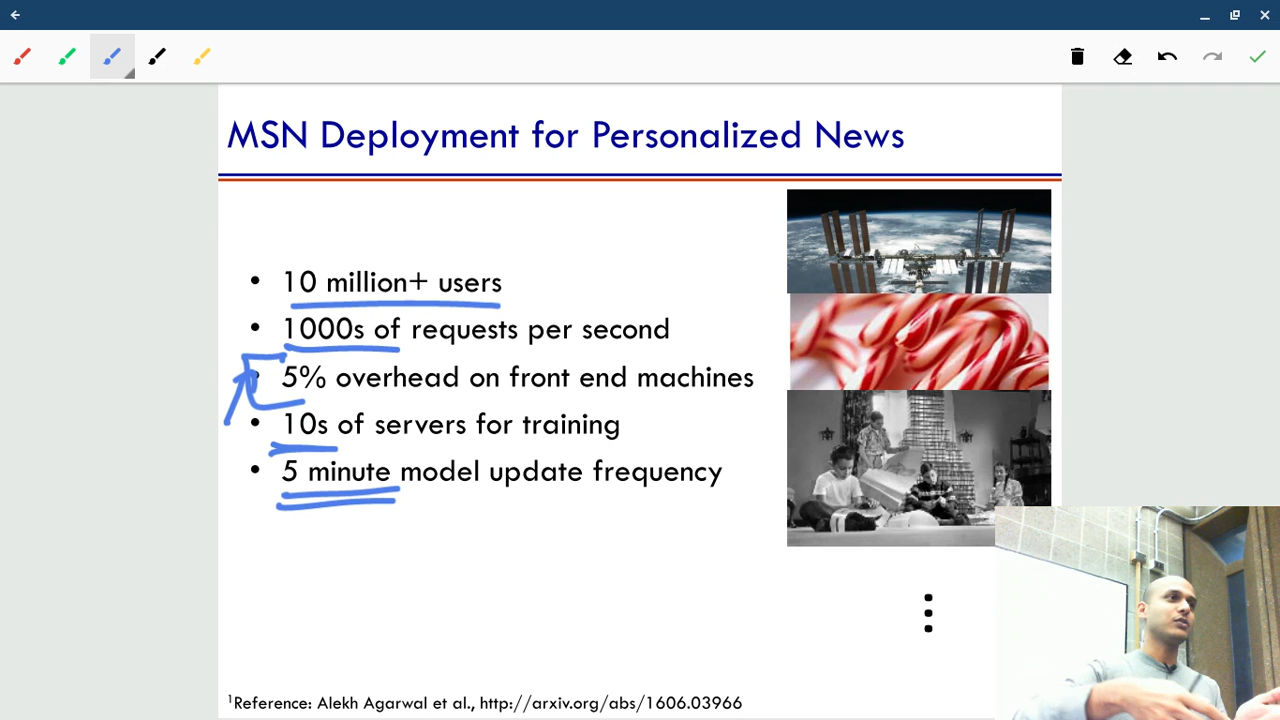 MSN Deployment for Personalized News
• 10 million+ users
• 1000s of requests per second
• 5% overhead on front end machines
• 10s of servers for training
• 5 minute model update frequency
¹Reference: Alekh Agarwal et al., http://arxiv.org/abs/1606.03966